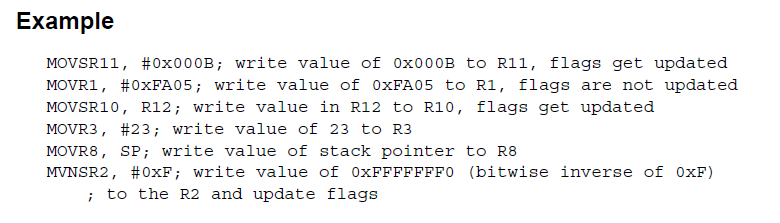 Example
MOVSR11, #0x000B; write value of 0x000B to R11, flags get updated
MOVR1, #0xFA05; write value of 0xFA05 to R1, flags are not updated
MOVSR10, R12; write value in R12 to R10, flags get updated
MOVR3, #23; write value of 23 to R3
MOVR8, SP; write value of stack pointer to R8
MVNSR2, #0xF; write value of 0xFFFFFFF0 (bitwise inverse of 0xF)
; to the R2 and update flags